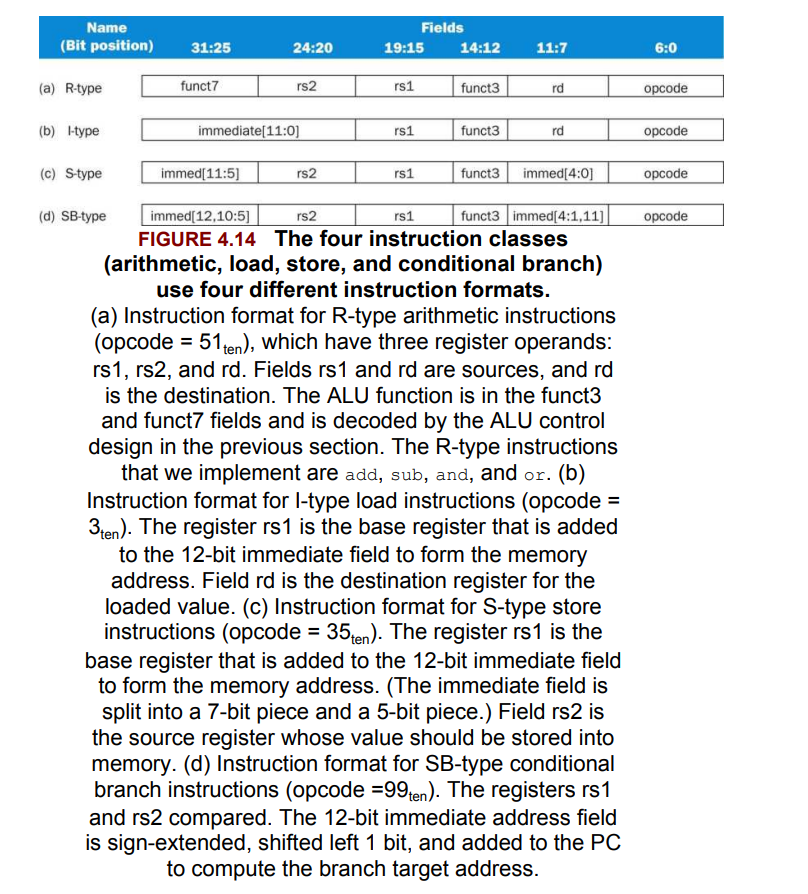 Name Fields
(Bit position) 31:25 24:20 19:15 14:12 11:7 6:0
(a) R-type funct7 rs2 rs1 funct3 rd opcode
(b) I-type immediate[11:0] rs1 funct3 rd opcode
(c) S-type immed[11:5] rs2 rs1 funct3 immed[4:0] opcode
(d) SB-type immed[12,10:5] rs2 rs1 funct3 immed[4:1,11] opcode
FIGURE 4.14 The four instruction classes
(arithmetic, load, store, and conditional branch)
use four different instruction formats.
(a) Instruction format for R-type arithmetic instructions
(opcode = 51ten), which have three register operands:
rs1, rs2, and rd. Fields rs1 and rd are sources, and rd
is the destination. The ALU function is in the funct3
and funct7 fields and is decoded by the ALU control
design in the previous section. The R-type instructions
that we implement are add, sub, and, and or. (b)
Instruction format for I-type load instructions (opcode =
3ten). The register rs1 is the base register that is added
to the 12-bit immediate field to form the memory
address. Field rd is the destination register for the
loaded value. (c) Instruction format for S-type store
instructions (opcode = 35ten). The register rs1 is the
base register that is added to the 12-bit immediate field
to form the memory address. (The immediate field is
split into a 7-bit piece and a 5-bit piece.) Field rs2 is
the source register whose value should be stored into
memory. (d) Instruction format for SB-type conditional
branch instructions (opcode =99ten). The registers rs1
and rs2 compared. The 12-bit immediate address field
is sign-extended, shifted left 1 bit, and added to the PC
to compute the branch target address.